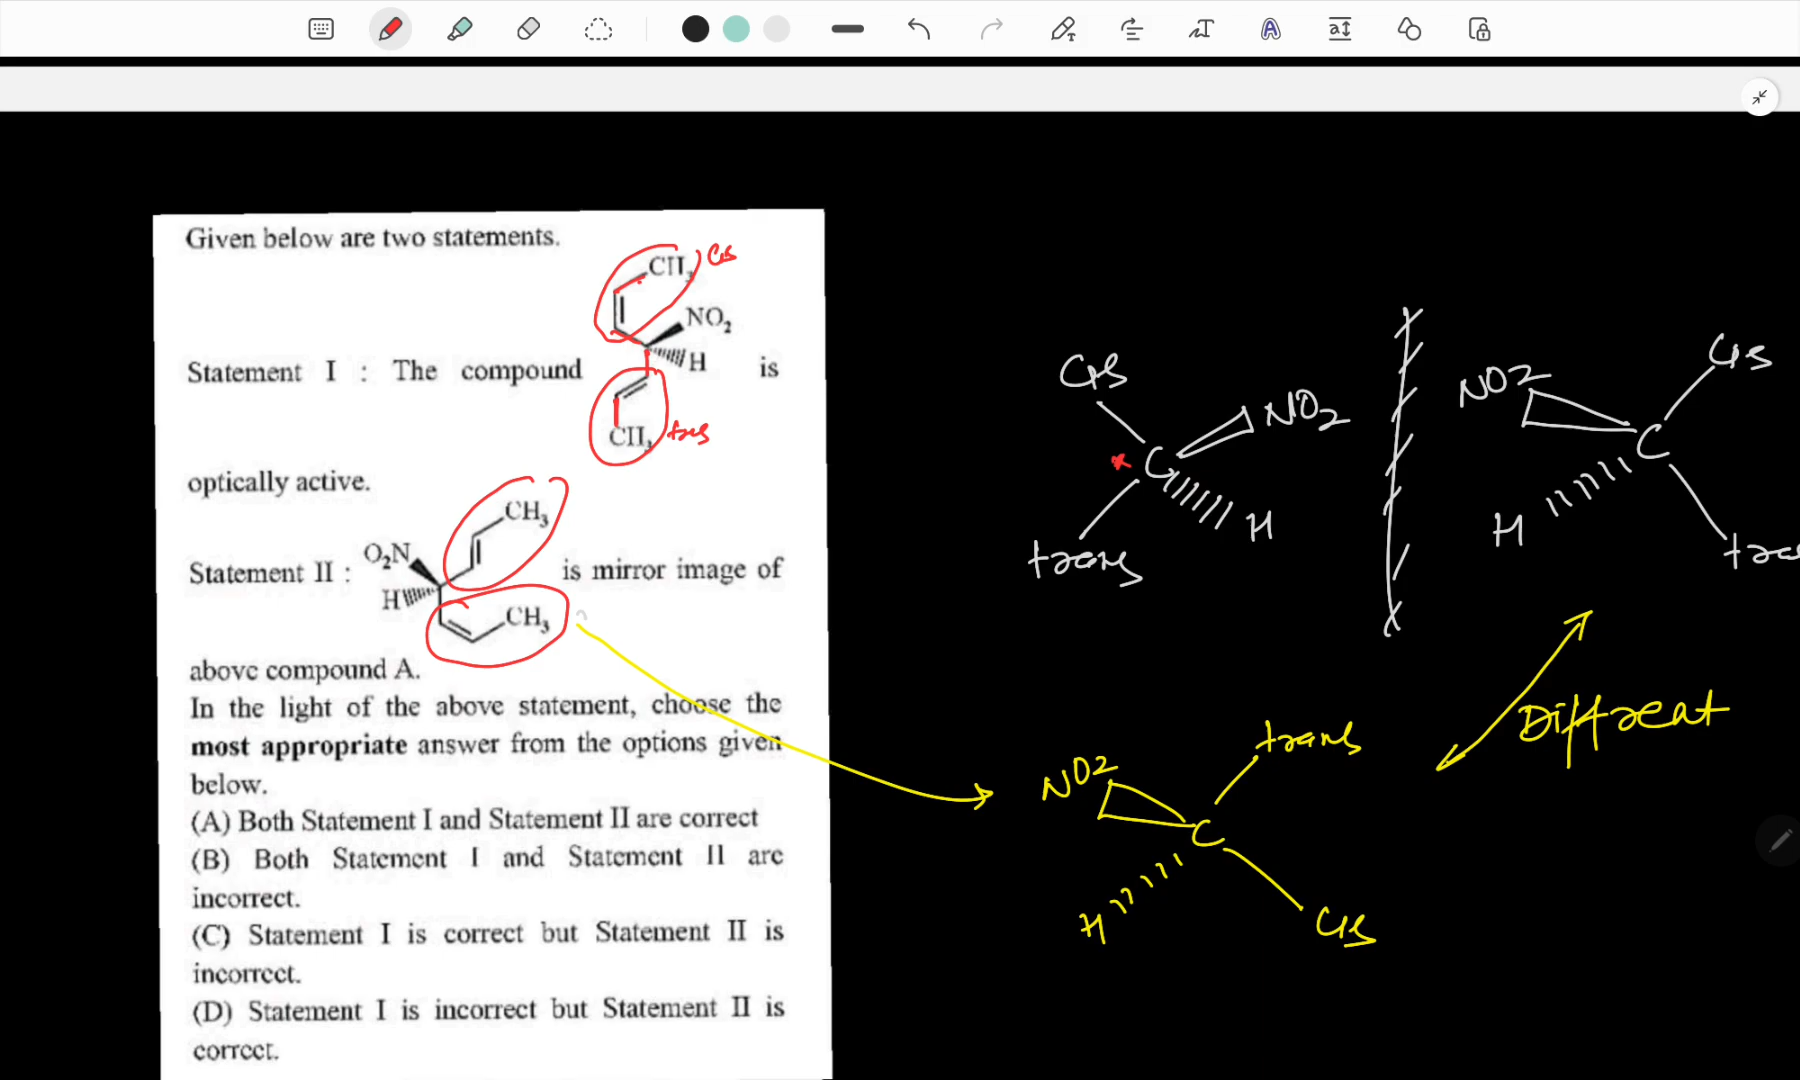 Given below are two statements.
CH3 Cis
NO2
Statement I : The compound H is
CH3 trns
optically active.
CH3
O2N
Statement II : is mirror image of
H
CH3
above compound A.
In the light of the above statement, choose the
most appropriate answer from the options given
below.
(A) Both Statement I and Statement II are correct
(B) Both Statement I and Statement II are
incorrect.
(C) Statement I is correct but Statement II is
incorrect.
(D) Statement I is incorrect but Statement II is
correct.
Cis
NO2
* C
H
trans
Cis
NO2
C
H
Diffreat
trans
NO2
C
H
Cis